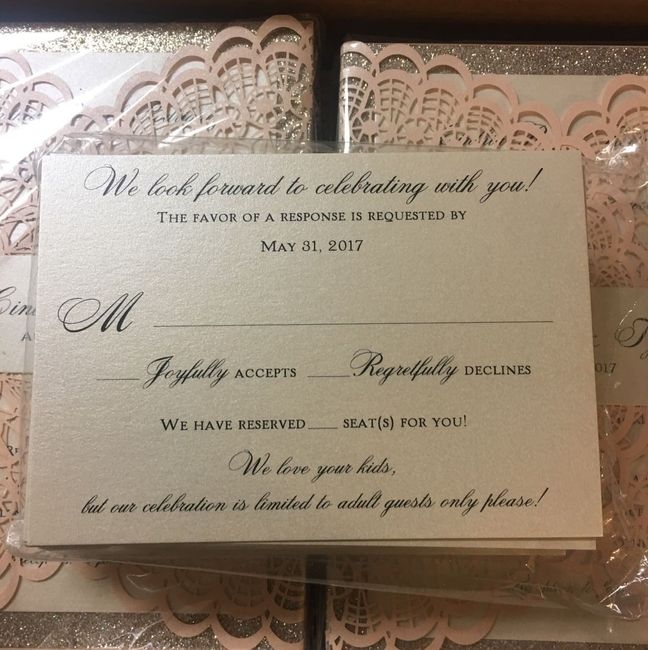 We look forward to celebrating with you!
The favor of a response is requested by
May 31, 2017
M
Joyfully accepts Regretfully declines
We have reserved seat(s) for you!
We love your kids,
but our celebration is limited to adult guests only please!
2017